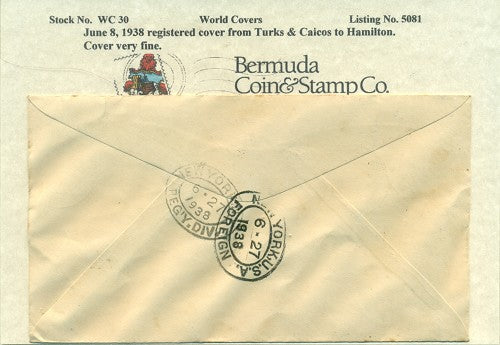 Stock No. WC 30 World Covers Listing No. 5081
June 8, 1938 registered cover from Turks & Caicos to Hamilton.
Cover very fine.
Bermuda
Coin & Stamp Co.
NEW YORK
6 - 27
1938
REG'Y. DIV.
NEW YORK, U.S.A.
6 - 27
1938
FOREIGN